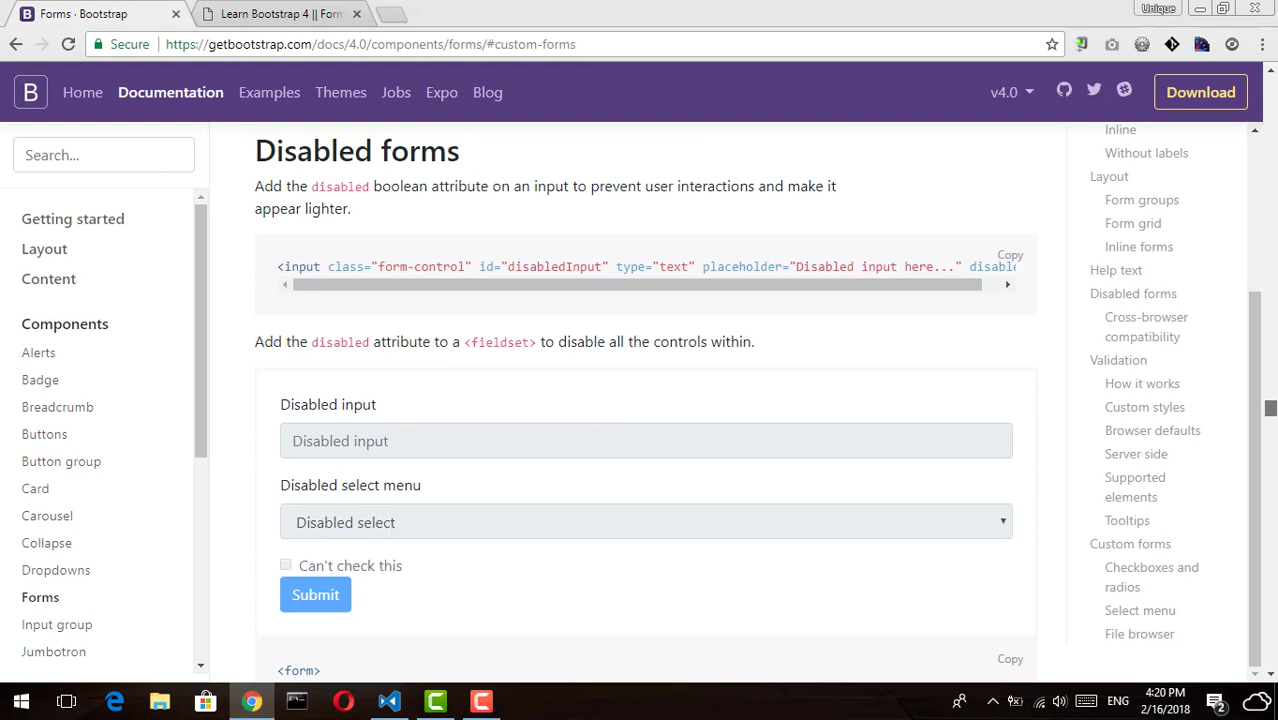 Forms · Bootstrap
Learn Bootstrap 4 || Form
Unique
Secure
https://getbootstrap.com/docs/4.0/components/forms/#custom-forms
B
Home
Documentation
Examples
Themes
Jobs
Expo
Blog
v4.0
Download
Search...
Getting started
Layout
Content
Components
Alerts
Badge
Breadcrumb
Buttons
Button group
Card
Carousel
Collapse
Dropdowns
Forms
Input group
Jumbotron
Disabled forms
Add the disabled boolean attribute on an input to prevent user interactions and make it
appear lighter.
Copy
<input class="form-control" id="disabledInput" type="text" placeholder="Disabled input here..." disable
Add the disabled attribute to a <fieldset> to disable all the controls within.
Disabled input
Disabled input
Disabled select menu
Disabled select
Can't check this
Submit
Copy
<form>
Inline
Without labels
Layout
Form groups
Form grid
Inline forms
Help text
Disabled forms
Cross-browser
compatibility
Validation
How it works
Custom styles
Browser defaults
Server side
Supported
elements
Tooltips
Custom forms
Checkboxes and
radios
Select menu
File browser
ENG
4:20 PM
2/16/2018
2